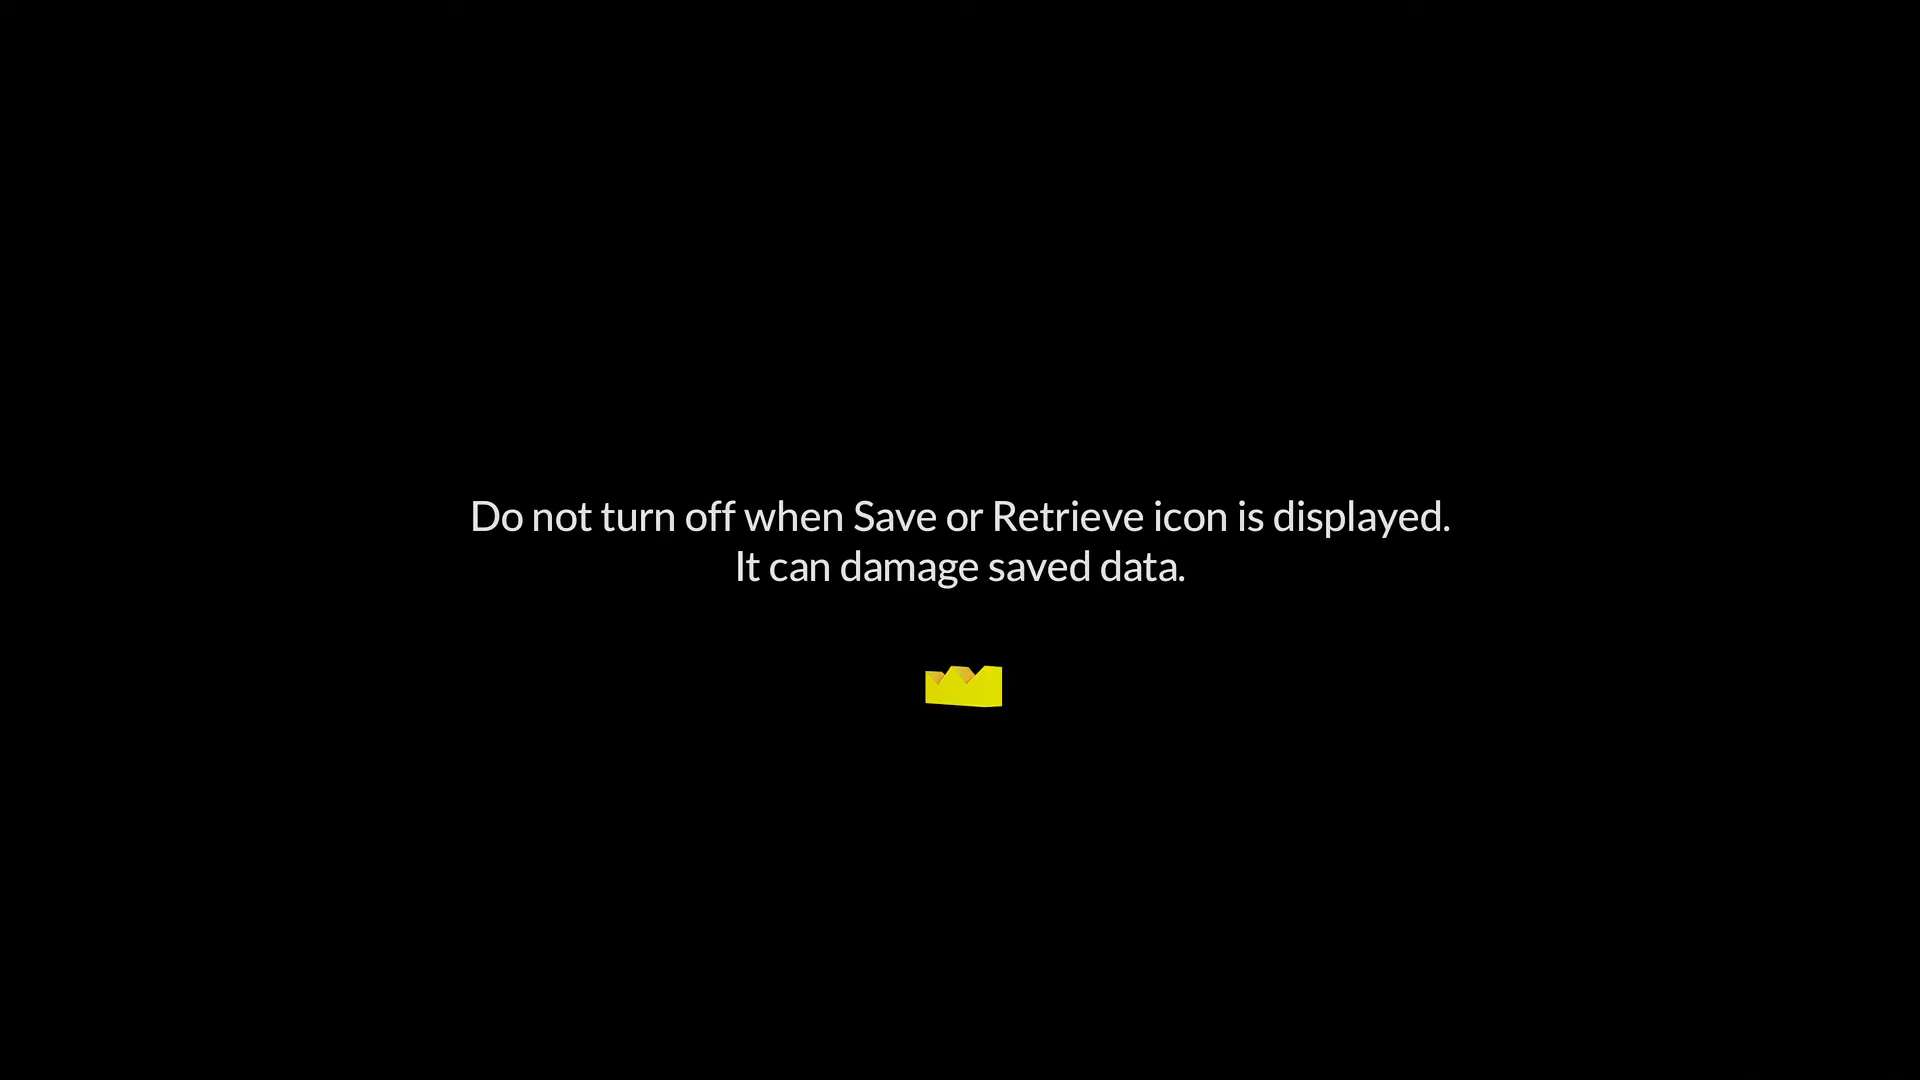 Do not turn off when Save or Retrieve icon is displayed.
It can damage saved data.